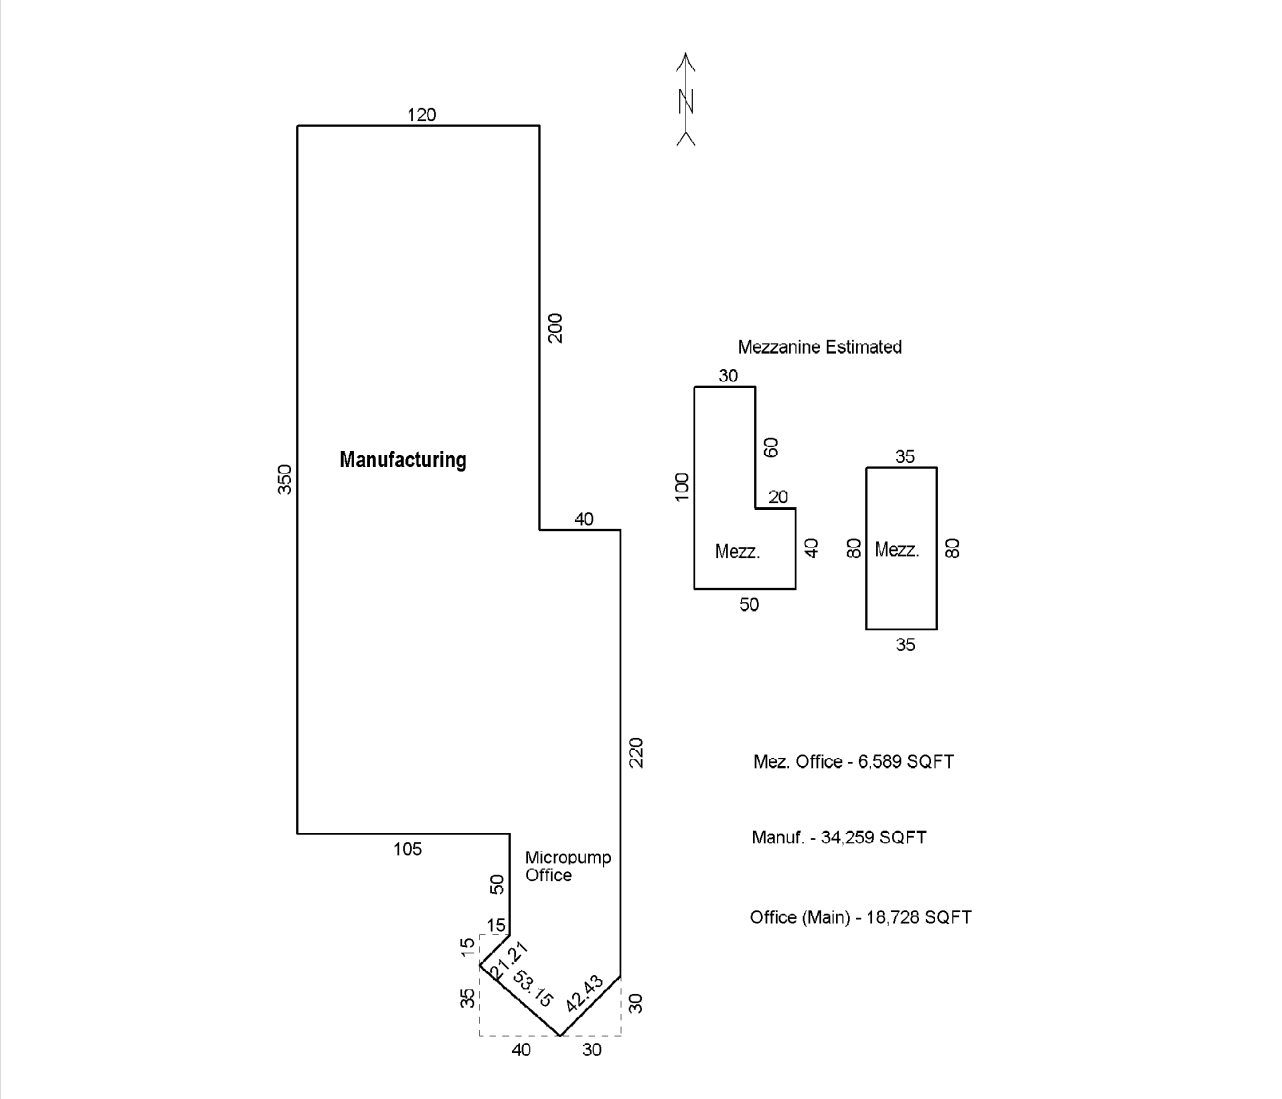 N
120
200
Mezzanine Estimated
30
60
100
20
Mezz.
40
50
35
80
Mezz.
80
35
Manufacturing
350
40
220
Mez. Office - 6,589 SQFT
Manuf. - 34,259 SQFT
105
Micropump
Office
50
Office (Main) - 18,728 SQFT
15
15
21.21
53.15
42.43
35
30
40
30